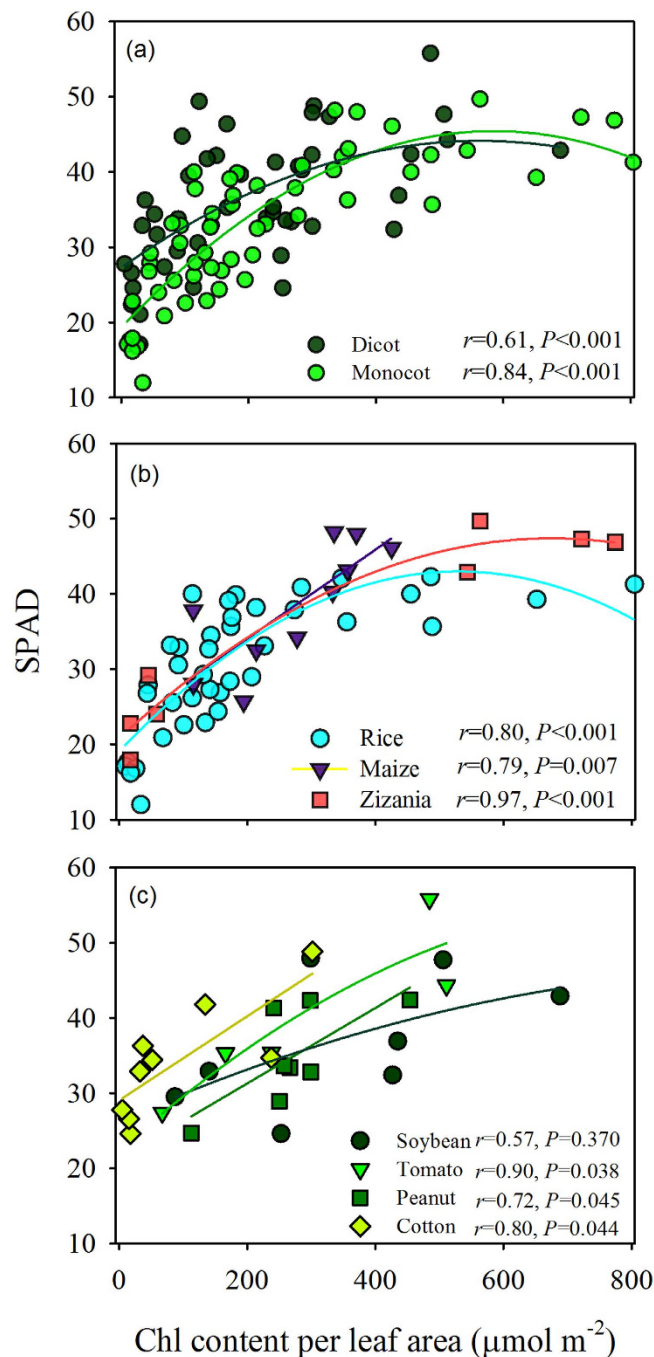 60
(a)
50
40
30
20
Dicot r=0.61, P<0.001
Monocot r=0.84, P<0.001
10
60
(b)
50
40
SPAD
30
20
Rice r=0.80, P<0.001
Maize r=0.79, P=0.007
Zizania r=0.97, P<0.001
10
60
(c)
50
40
30
Soybean r=0.57, P=0.370
Tomato r=0.90, P=0.038
20
Peanut r=0.72, P=0.045
Cotton r=0.80, P=0.044
10
0 200 400 600 800
Chl content per leaf area (μmol m⁻²)